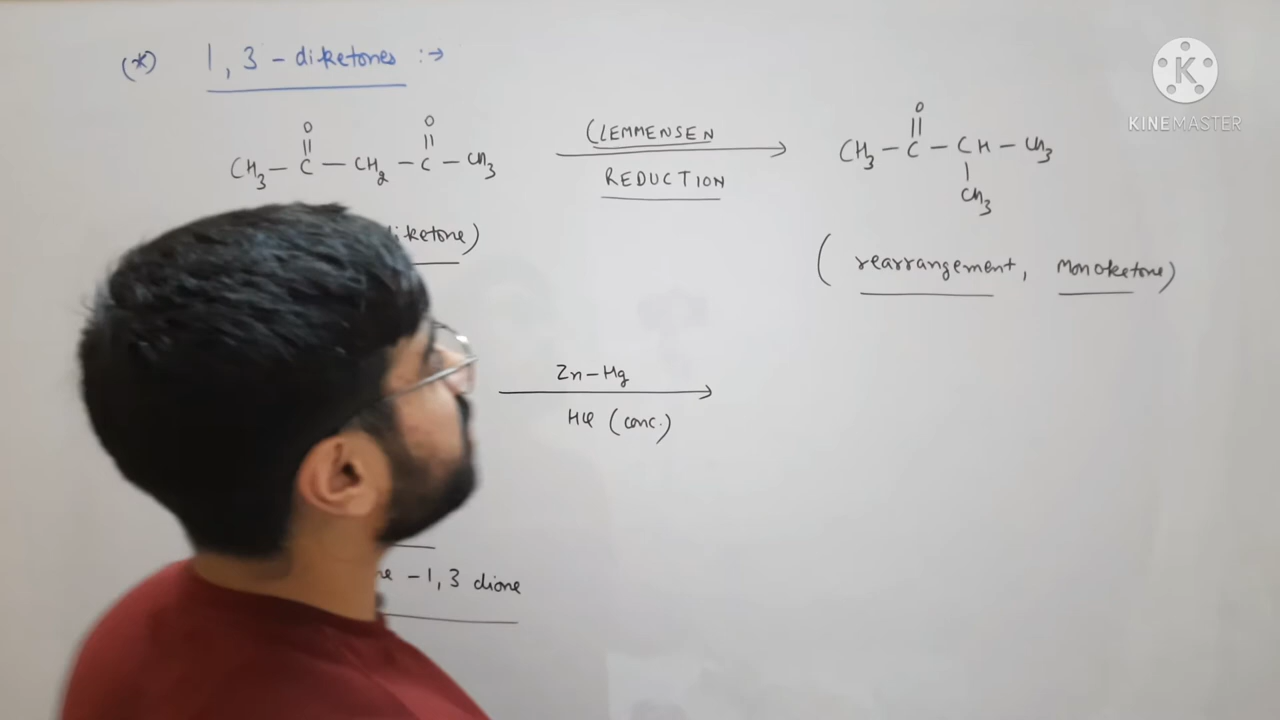 (*) 1, 3 - diketones :→
O O
CH3 - C - CH2 - C - CH3
CLEMMENSEN
REDUCTION
O
CH3 - C - CH - CH3
CH3
iketone)
(rearrangement, Monoketone)
Zn-Hg
HCl (conc.)
ne -1, 3 dione
KINEMASTER